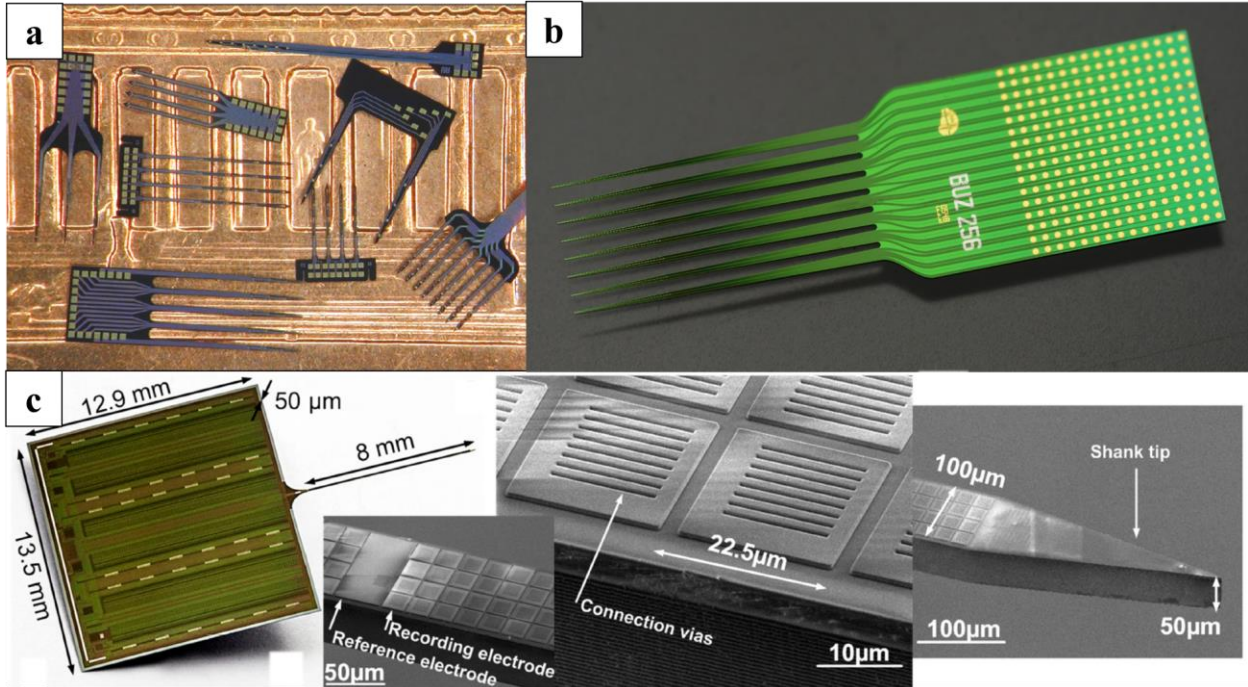 a
b
BUZ 256
c
12.9 mm
50 µm
8 mm
13.5 mm
Reference electrode
Recording electrode
50µm
Connection vias
22.5µm
10µm
100µm
Shank tip
100µm
50µm